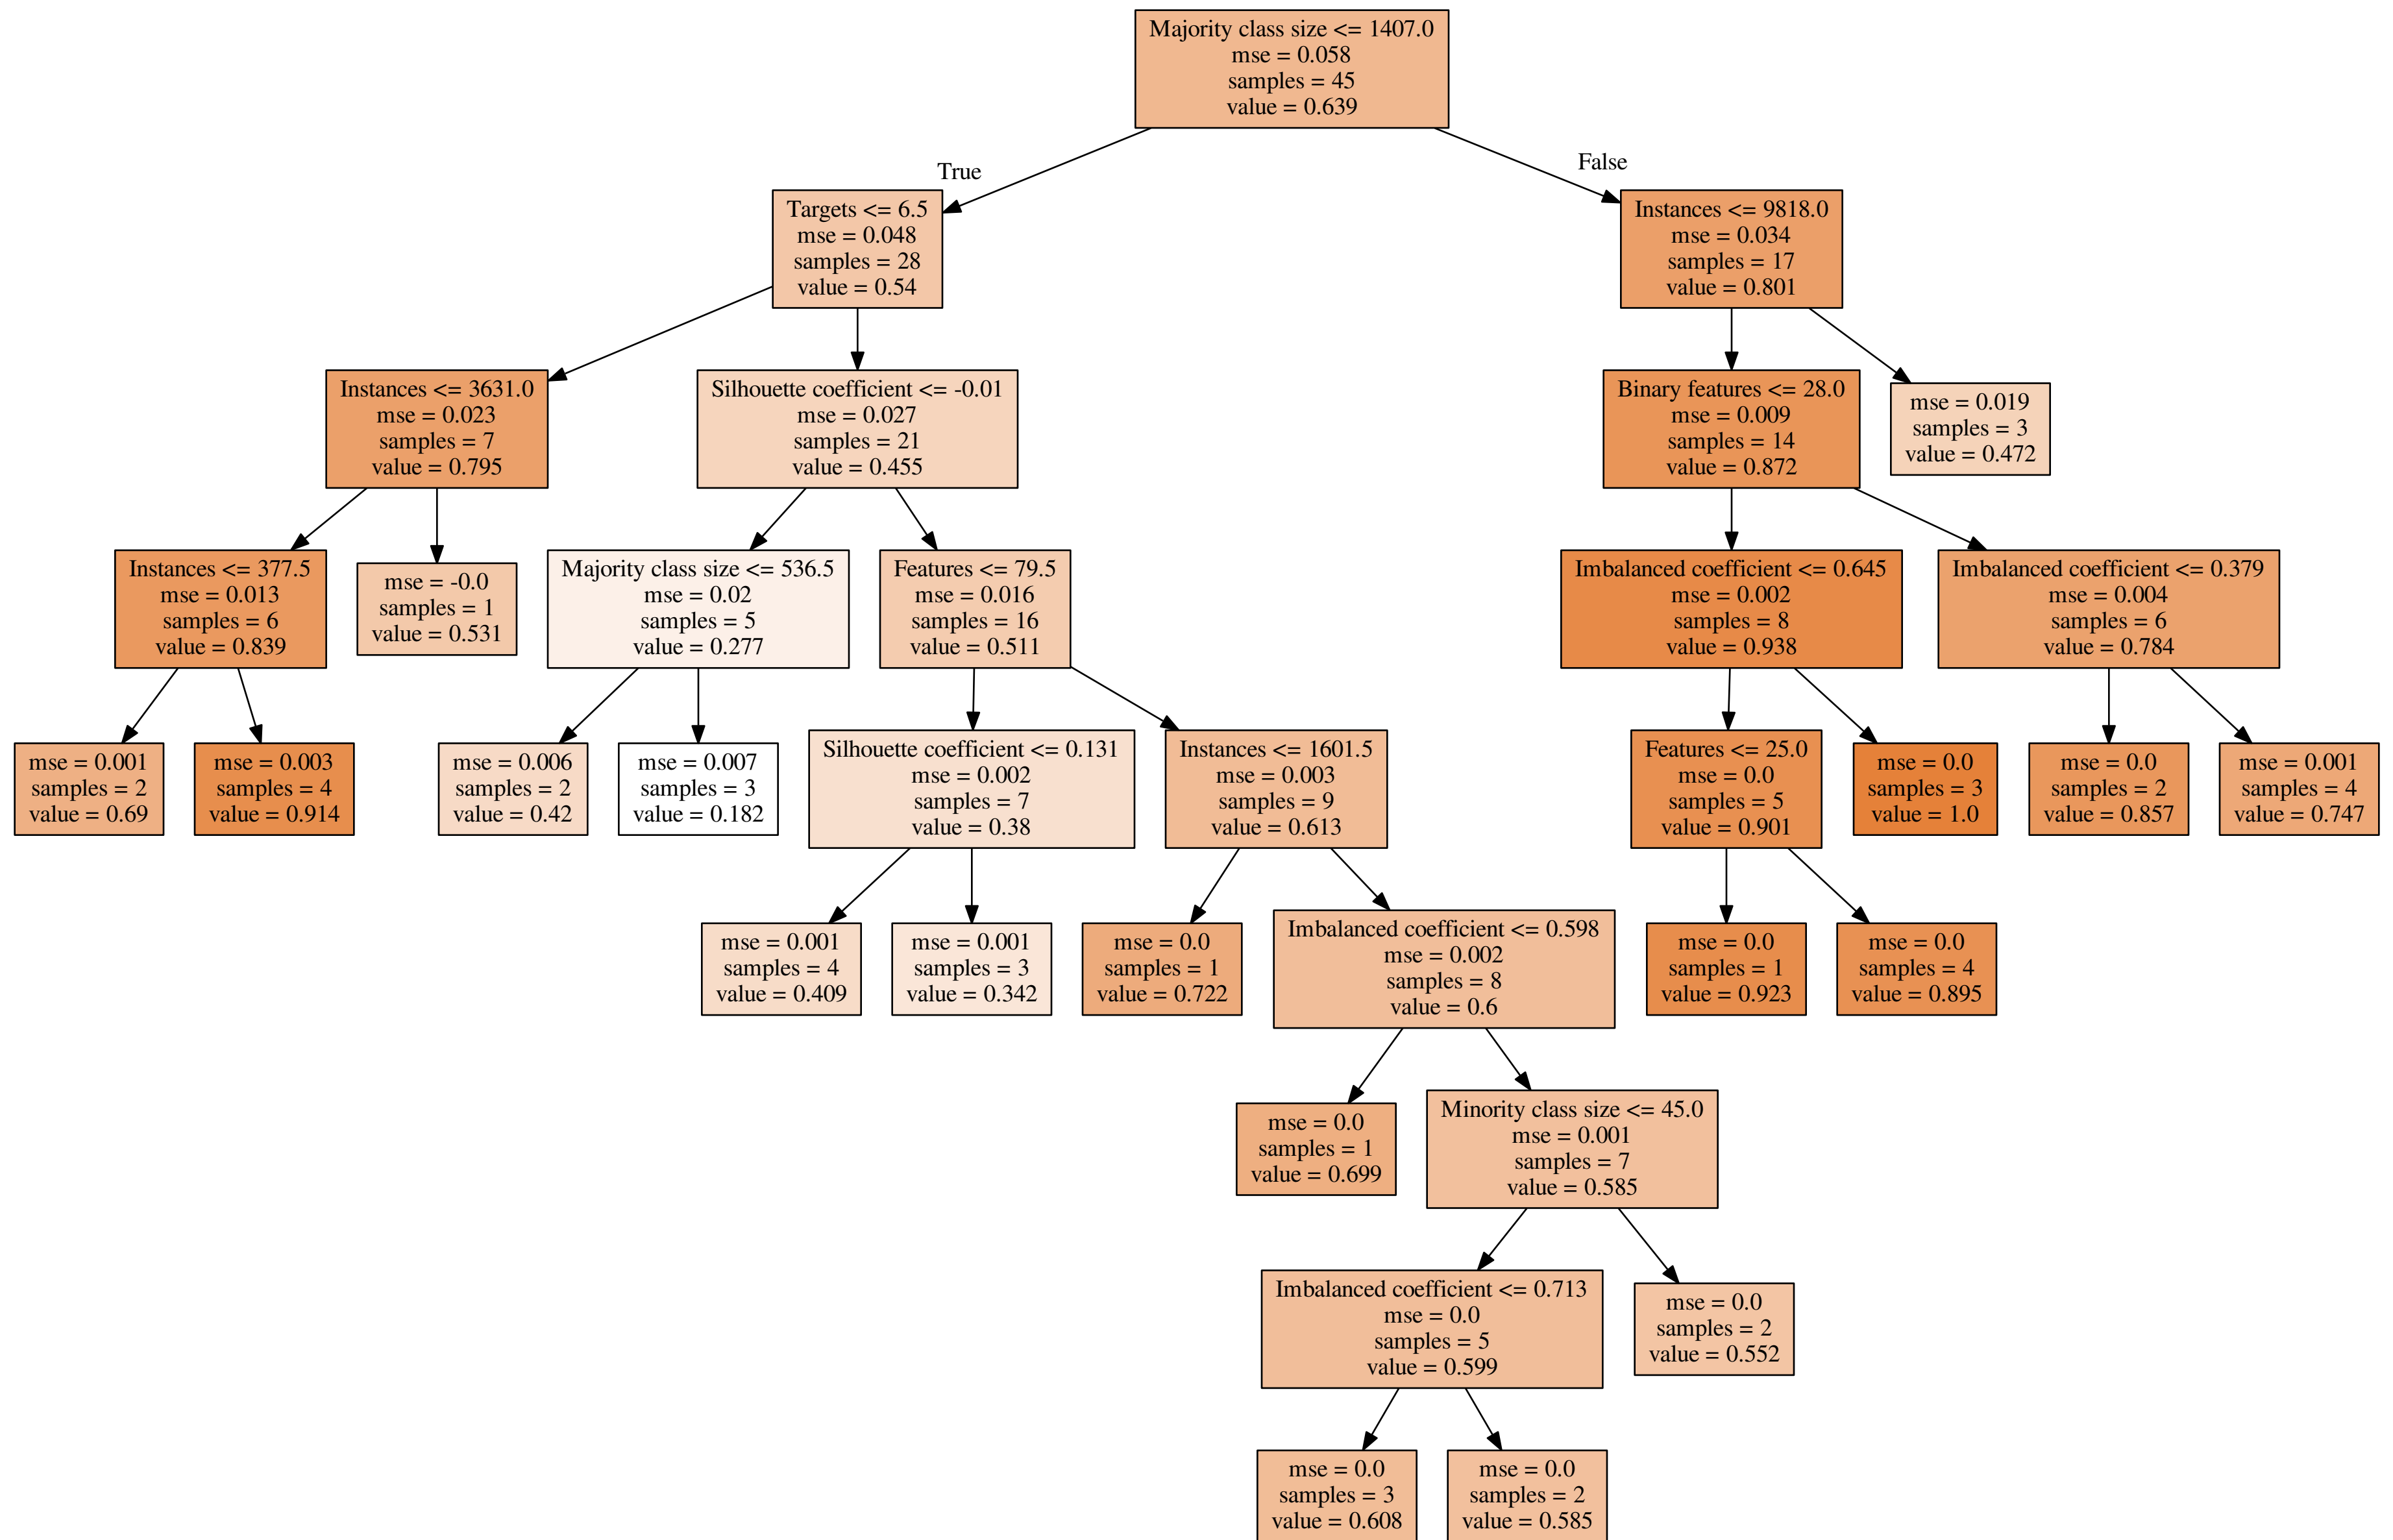 Majority class size <= 1407.0
mse = 0.058
samples = 45
value = 0.639
True
False
Targets <= 6.5
mse = 0.048
samples = 28
value = 0.54
Instances <= 9818.0
mse = 0.034
samples = 17
value = 0.801
Instances <= 3631.0
mse = 0.023
samples = 7
value = 0.795
Silhouette coefficient <= -0.01
mse = 0.027
samples = 21
value = 0.455
Binary features <= 28.0
mse = 0.009
samples = 14
value = 0.872
mse = 0.019
samples = 3
value = 0.472
Instances <= 377.5
mse = 0.013
samples = 6
value = 0.839
mse = -0.0
samples = 1
value = 0.531
Majority class size <= 536.5
mse = 0.02
samples = 5
value = 0.277
Features <= 79.5
mse = 0.016
samples = 16
value = 0.511
Imbalanced coefficient <= 0.645
mse = 0.002
samples = 8
value = 0.938
Imbalanced coefficient <= 0.379
mse = 0.004
samples = 6
value = 0.784
mse = 0.001
samples = 2
value = 0.69
mse = 0.003
samples = 4
value = 0.914
mse = 0.006
samples = 2
value = 0.42
mse = 0.007
samples = 3
value = 0.182
Silhouette coefficient <= 0.131
mse = 0.002
samples = 7
value = 0.38
Instances <= 1601.5
mse = 0.003
samples = 9
value = 0.613
Features <= 25.0
mse = 0.0
samples = 5
value = 0.901
mse = 0.0
samples = 3
value = 1.0
mse = 0.0
samples = 2
value = 0.857
mse = 0.001
samples = 4
value = 0.747
mse = 0.001
samples = 4
value = 0.409
mse = 0.001
samples = 3
value = 0.342
mse = 0.0
samples = 1
value = 0.722
Imbalanced coefficient <= 0.598
mse = 0.002
samples = 8
value = 0.6
mse = 0.0
samples = 1
value = 0.923
mse = 0.0
samples = 4
value = 0.895
mse = 0.0
samples = 1
value = 0.699
Minority class size <= 45.0
mse = 0.001
samples = 7
value = 0.585
Imbalanced coefficient <= 0.713
mse = 0.0
samples = 5
value = 0.599
mse = 0.0
samples = 2
value = 0.552
mse = 0.0
samples = 3
value = 0.608
mse = 0.0
samples = 2
value = 0.585